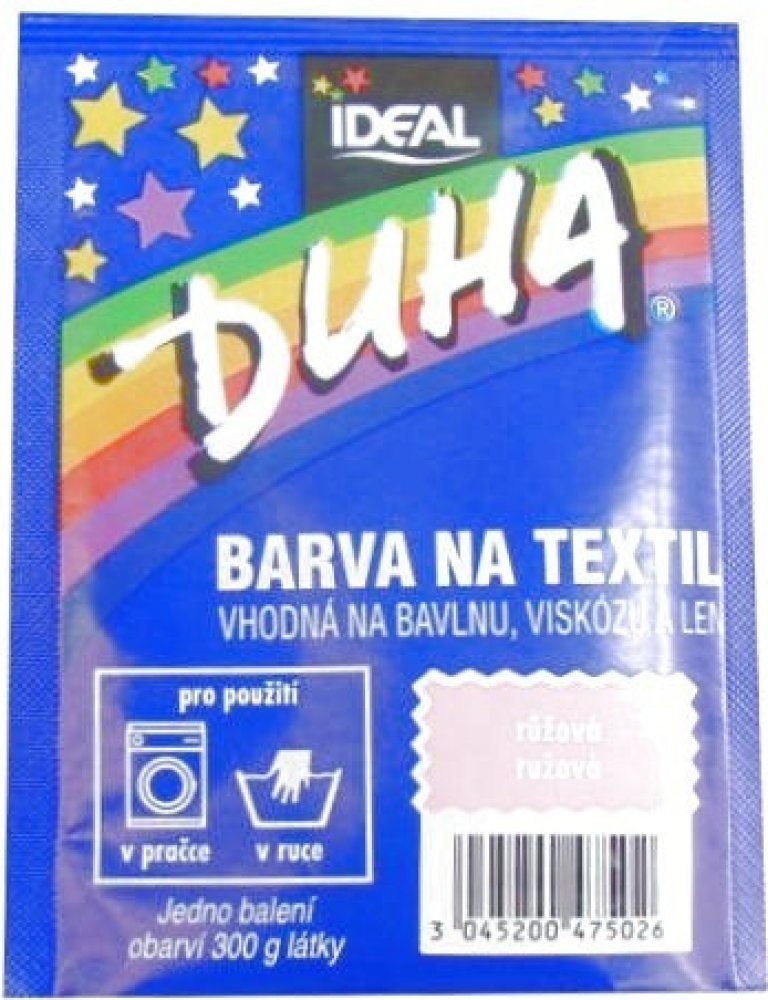 IDEAL
DUHA
®
BARVA NA TEXTIL
VHODNÁ NA BAVLNU, VISKÓZU A LEN
pro použití
v pračce
v ruce
růžová
ružová
Jedno balení
obarví 300 g látky
3 045200 475026